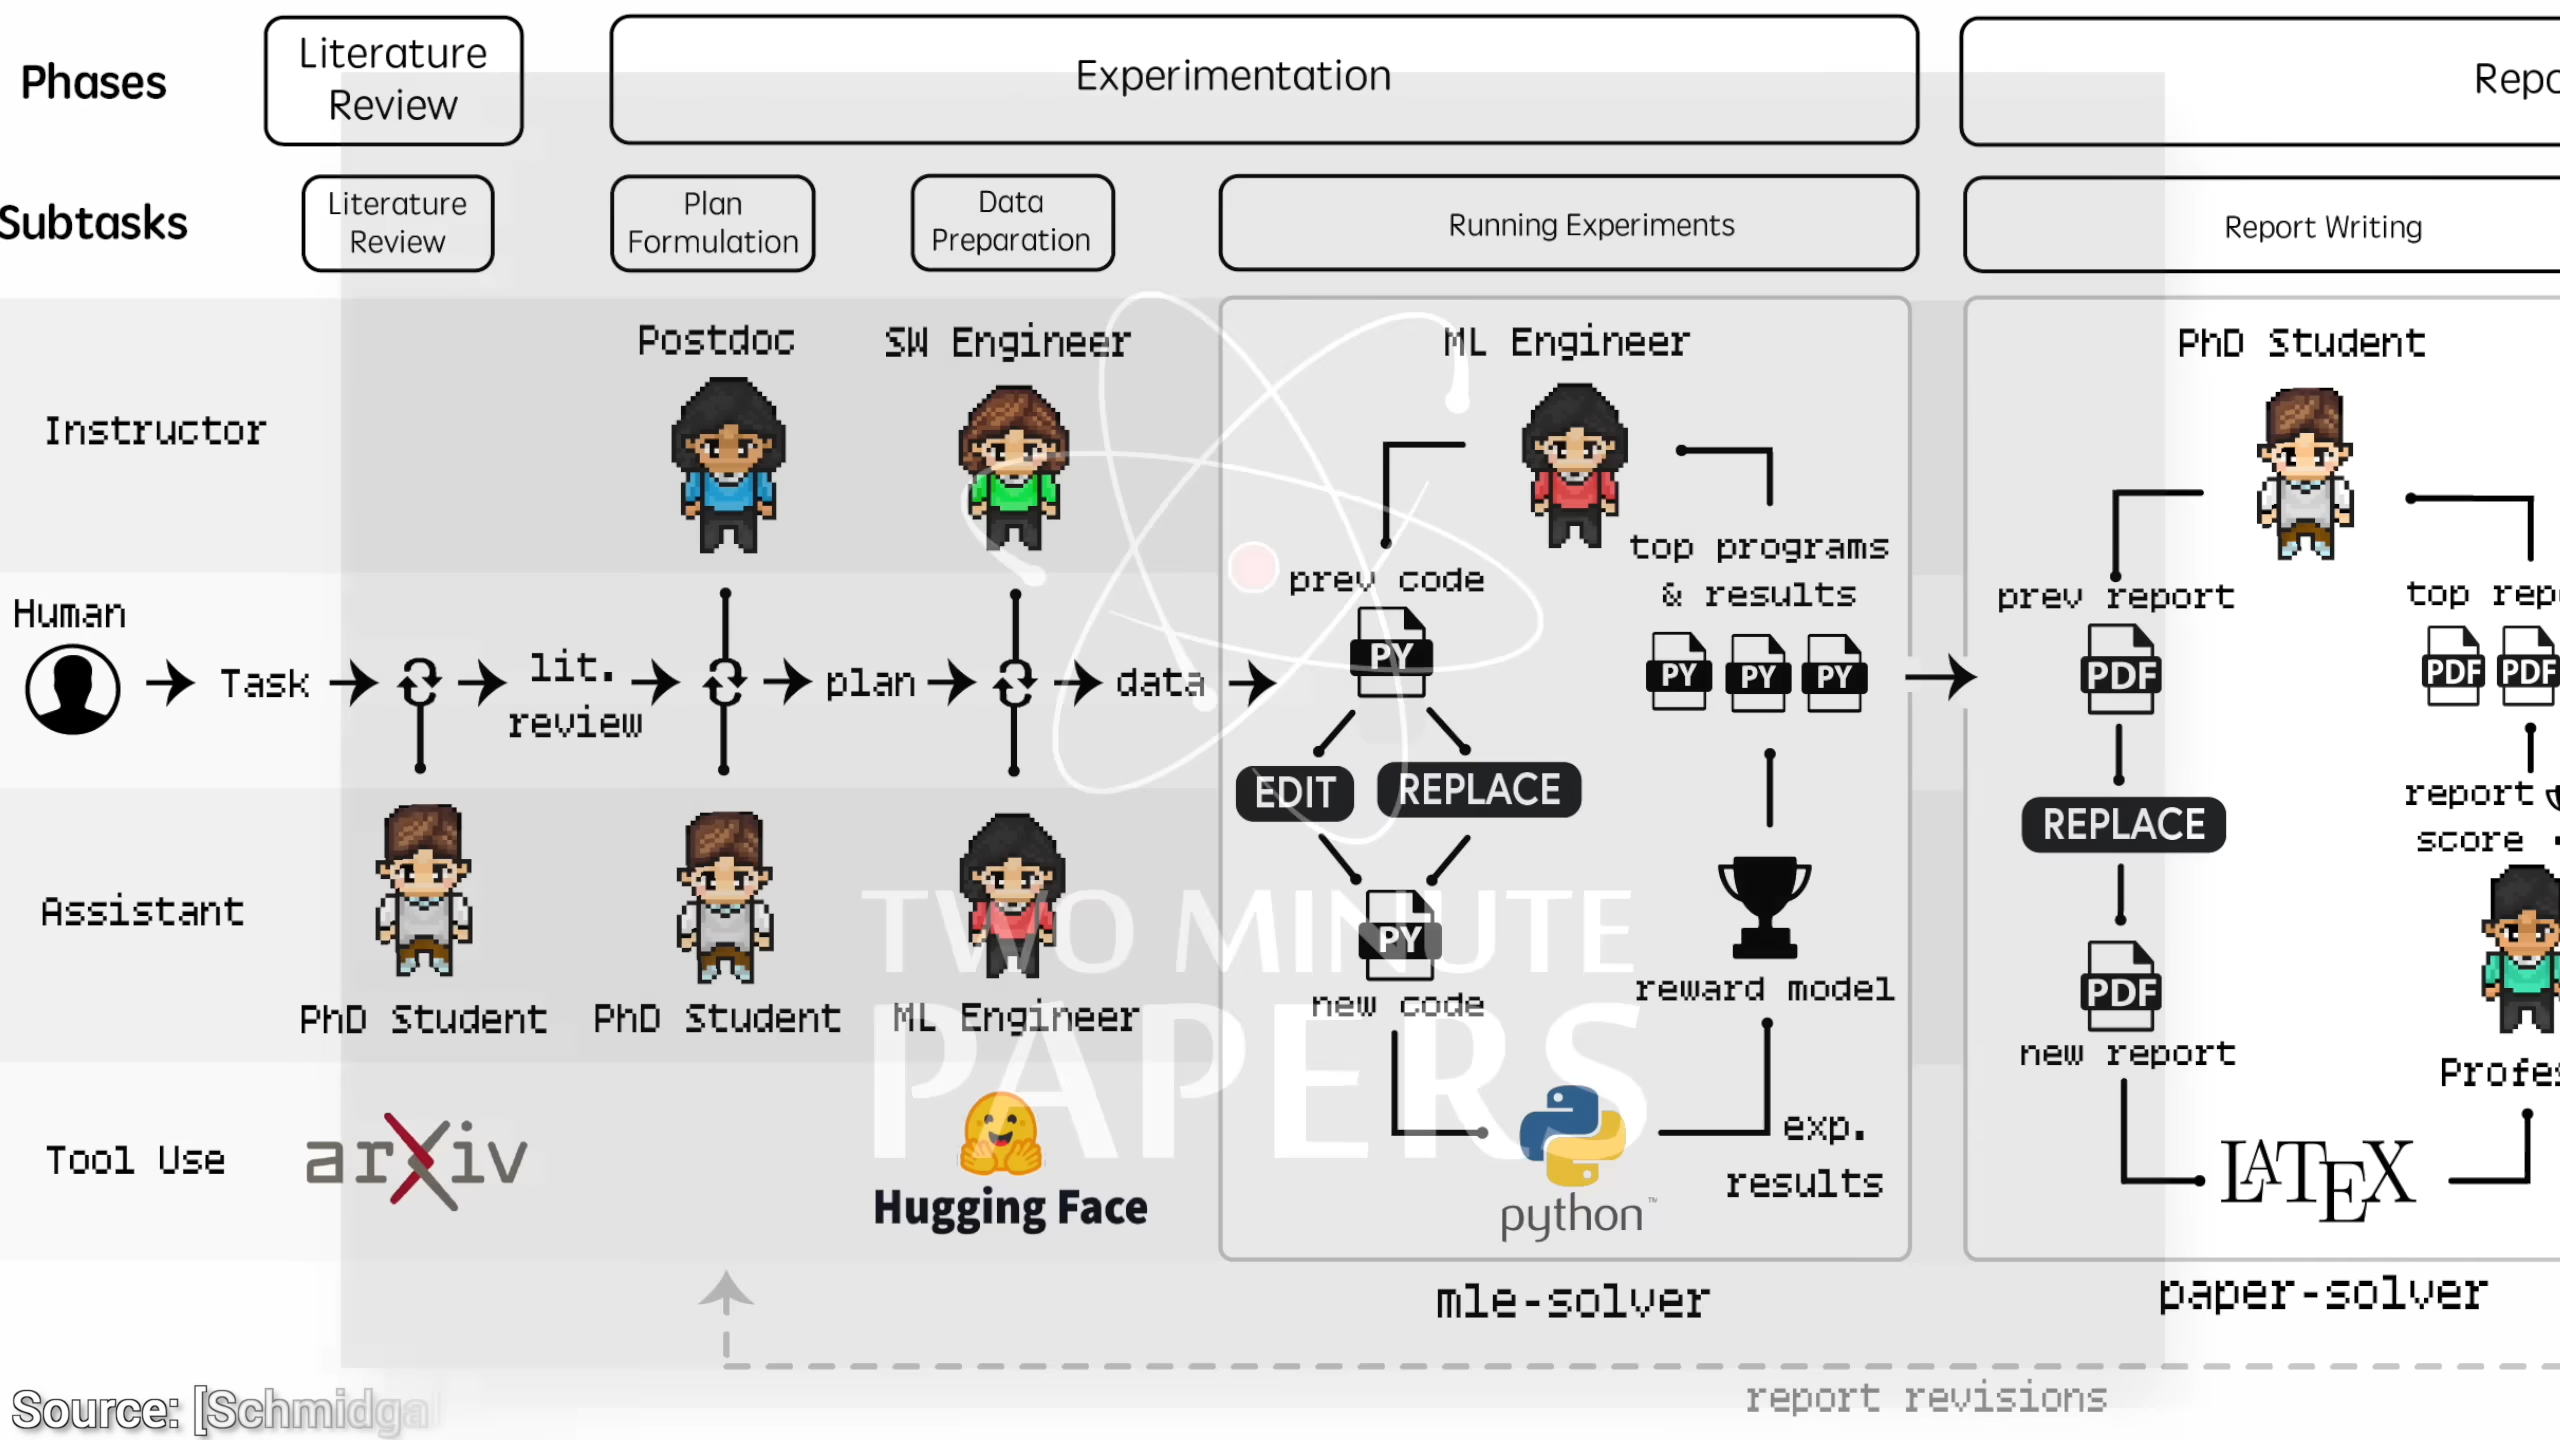 Phases
Literature
Review
Experimentation
Subtasks
Literature
Review
Plan
Formulation
Data
Preparation
Running Experiments
Report Writing
Instructor
Postdoc
SW Engineer
ML Engineer
PhD Student
Human
Task
lit.
review
plan
data
prev code
PY
EDIT
REPLACE
PY
new code
top programs
& results
PY
PY
PY
reward model
exp.
results
prev report
PDF
REPLACE
PDF
new report
top
PDF
PDF
report
score
Assistant
PhD Student
PhD Student
ML Engineer
Tool Use
arXiv
Hugging Face
python™
LATEX
mle-solver
paper-solver
report revisions
TWO MINUTE
PAPERS
Source: